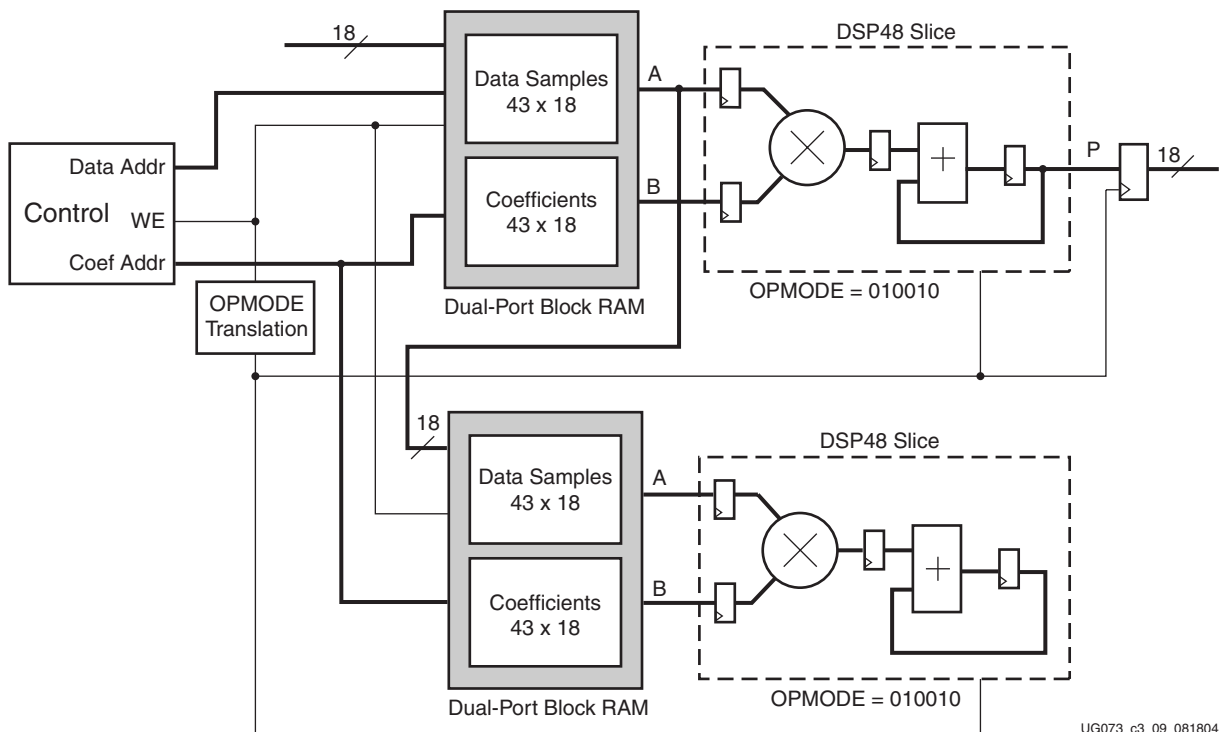 18
DSP48 Slice
Data Samples
43 x 18
A
Data Addr
Control
WE
Coef Addr
Coefficients
43 x 18
B
+
P
18
OPMODE
Translation
Dual-Port Block RAM
OPMODE = 010010
18
DSP48 Slice
Data Samples
43 x 18
A
Coefficients
43 x 18
B
+
Dual-Port Block RAM
OPMODE = 010010
UG073_c3_09_081804